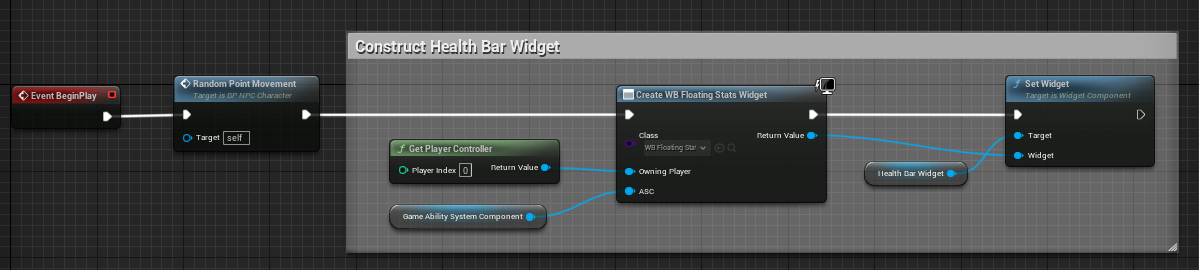 Construct Health Bar Widget
Event BeginPlay
Random Point Movement
Target is BP NPC Character
Target self
Get Player Controller
Player Index 0
Return Value
Game Ability System Component
Create WB Floating Stats Widget
Class
WB Floating Stat
Return Value
Owning Player
ASC
Health Bar Widget
Set Widget
Target is Widget Component
Target
Widget